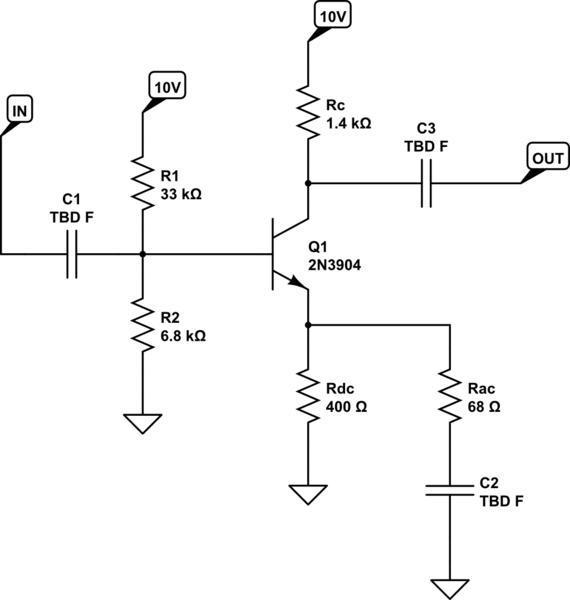 10V
Rc
1.4 kΩ
10V
IN
C3
TBD F
OUT
R1
33 kΩ
C1
TBD F
Q1
2N3904
R2
6.8 kΩ
Rdc
400 Ω
Rac
68 Ω
C2
TBD F